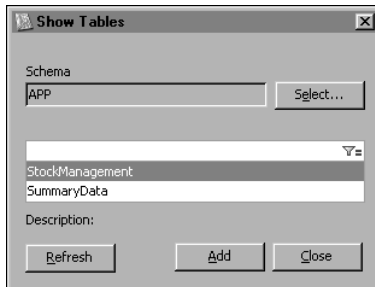 Show Tables
Schema
APP
Select...
StockManagement
SummaryData
Description:
Refresh
Add
Close